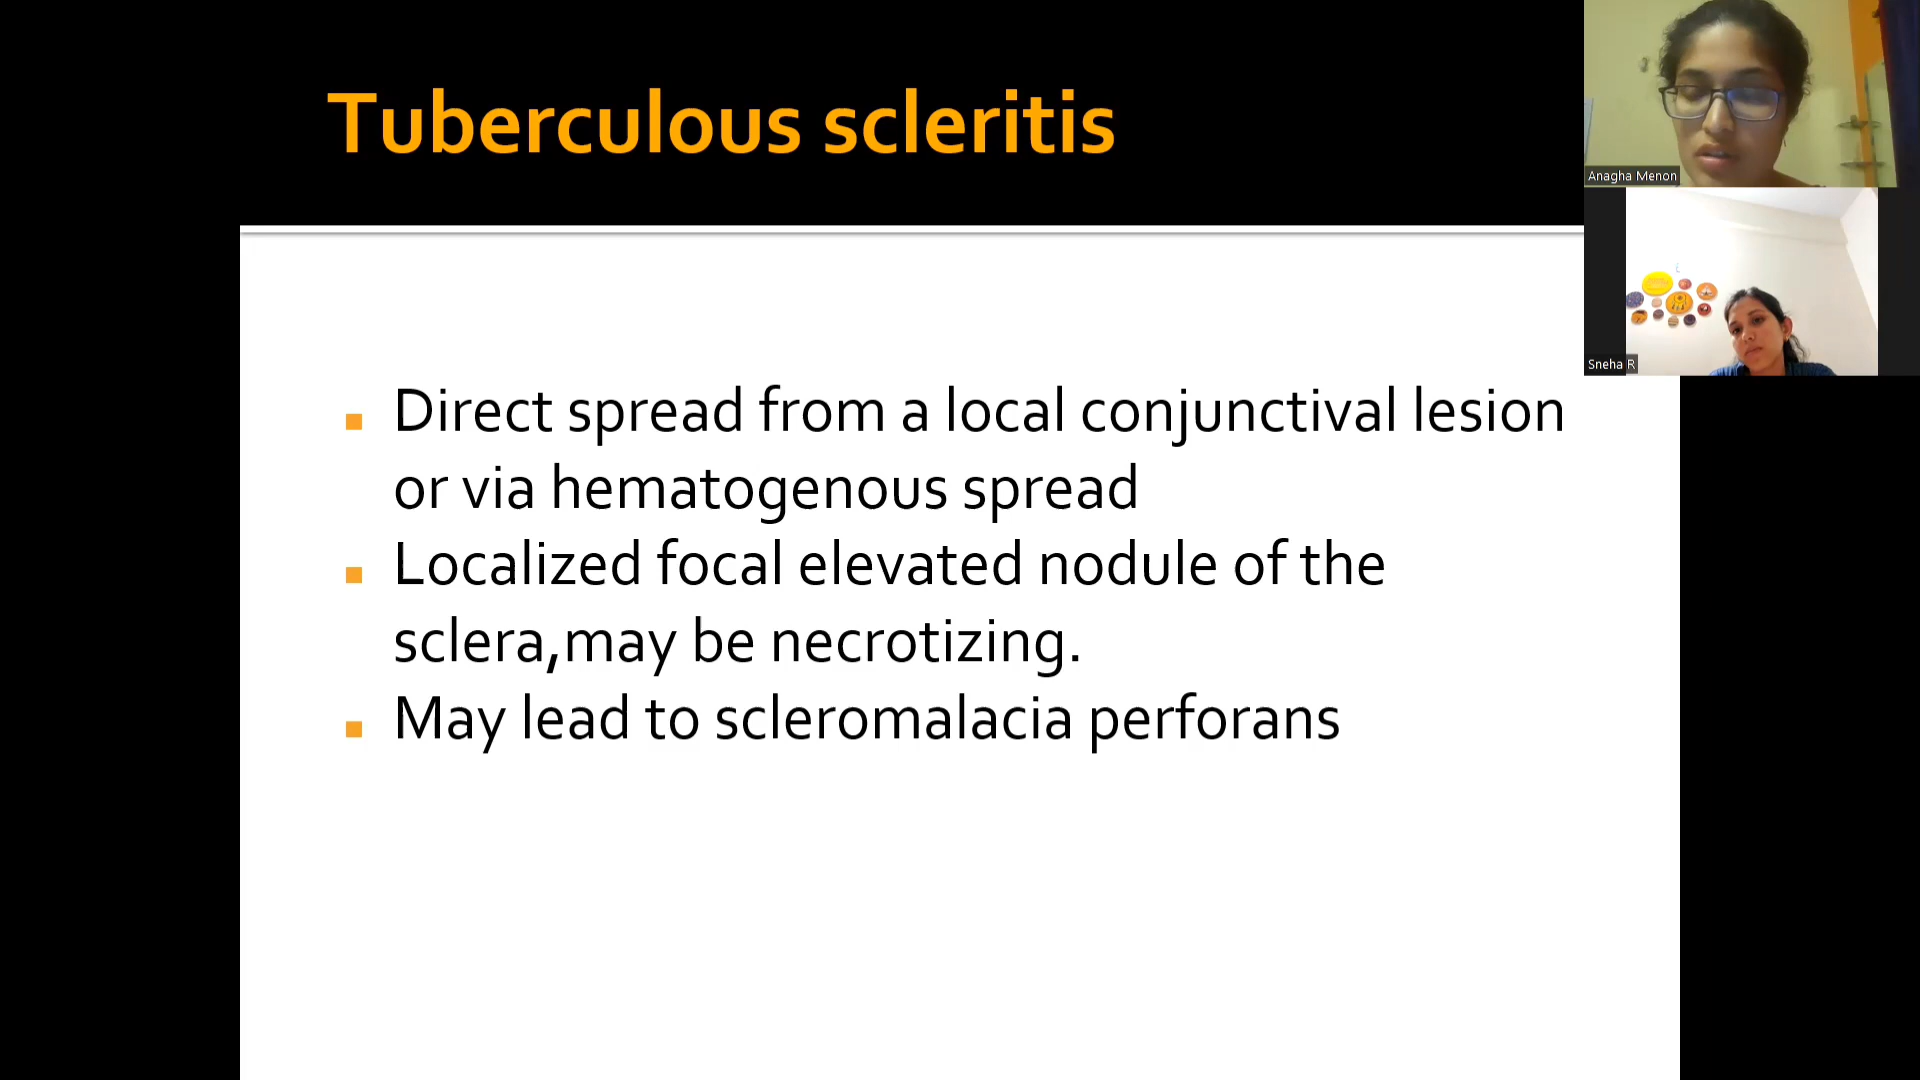 Tuberculous scleritis
Anagha Menon
Sneha R
Direct spread from a local conjunctival lesion
or via hematogenous spread
Localized focal elevated nodule of the
sclera,may be necrotizing.
May lead to scleromalacia perforans